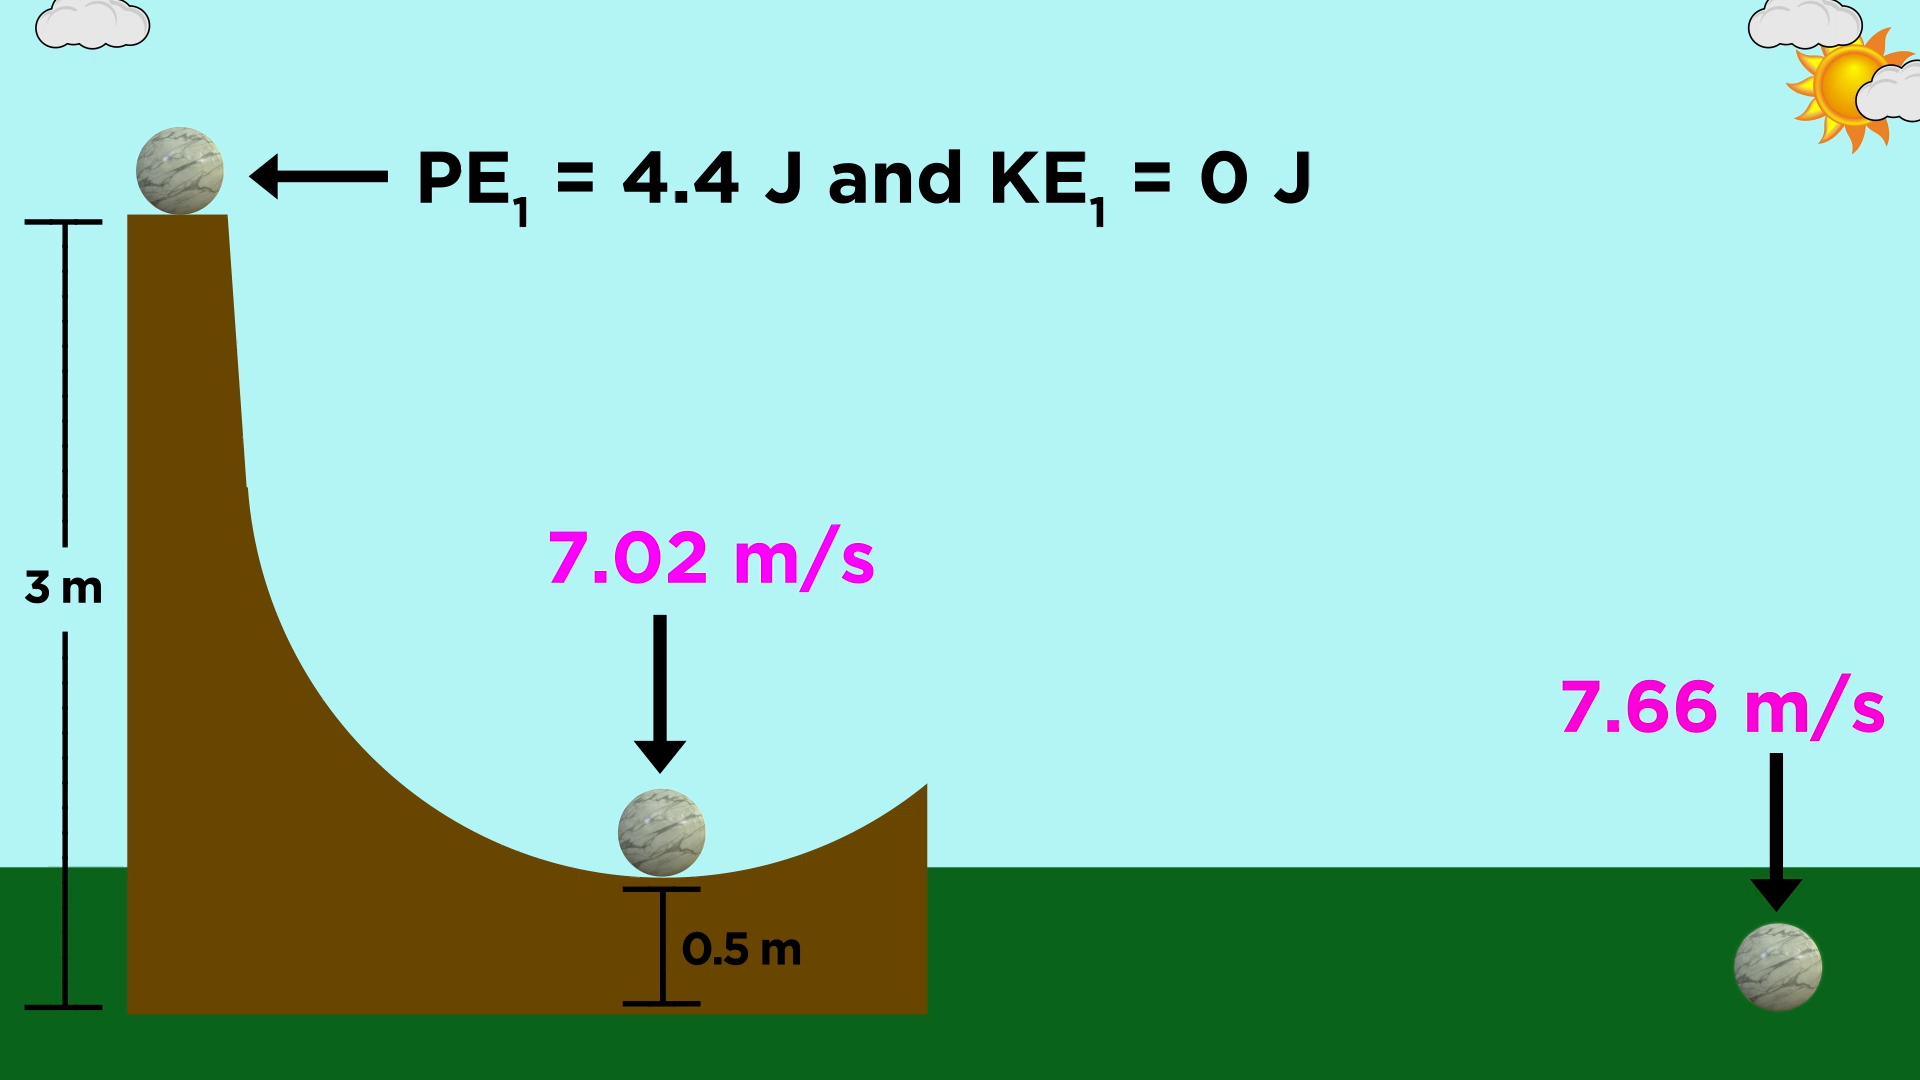 PE₁ = 4.4 J and KE₁ = 0 J
7.02 m/s
3 m
7.66 m/s
0.5 m